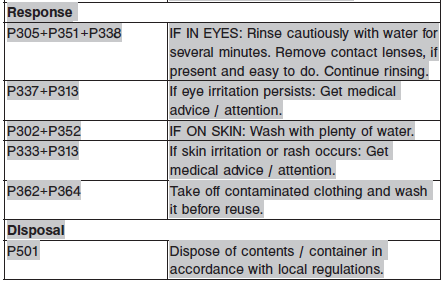 Response
P305+P351+P338 IF IN EYES: Rinse cautiously with water for
several minutes. Remove contact lenses, if
present and easy to do. Continue rinsing.
P337+P313 If eye irritation persists: Get medical
advice / attention.
P302+P352 IF ON SKIN: Wash with plenty of water.
P333+P313 If skin irritation or rash occurs: Get
medical advice / attention.
P362+P364 Take off contaminated clothing and wash
it before reuse.
Disposal
P501 Dispose of contents / container in
accordance with local regulations.